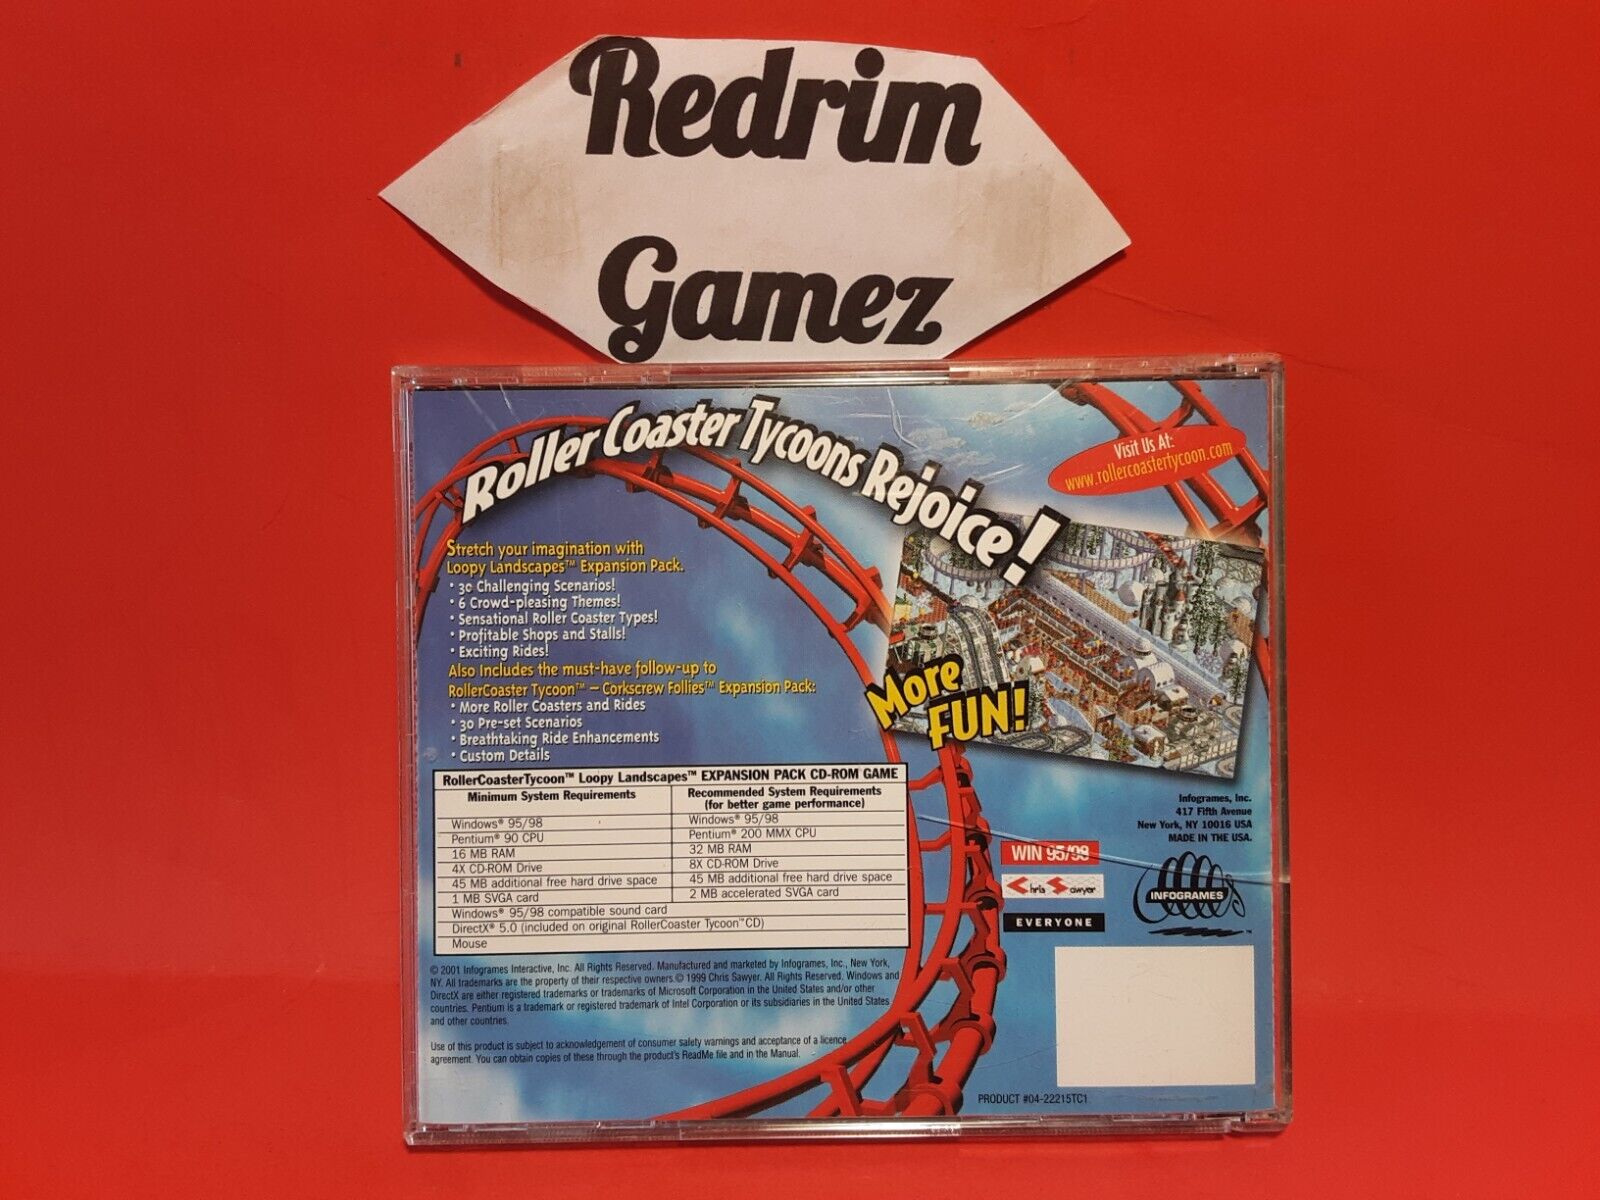 Redrim
Gamez
Roller Coaster Tycoons Rejoice!
Visit Us At:
www.rollercoastertycoon.com
Stretch your imagination with
Loopy Landscapes™ Expansion Pack.
• 30 Challenging Scenarios!
• 6 Crowd-pleasing Themes!
• Sensational Roller Coaster Types!
• Profitable Shops and Stalls!
• Exciting Rides!
Also Includes the must-have follow-up to
RollerCoaster Tycoon™ – Corkscrew Follies™ Expansion Pack:
• More Roller Coasters and Rides
• 30 Pre-set Scenarios
• Breathtaking Ride Enhancements
• Custom Details
More
FUN!
RollerCoasterTycoon™ Loopy Landscapes™ EXPANSION PACK CD-ROM GAME
Minimum System Requirements
Windows® 95/98
Pentium® 90 CPU
16 MB RAM
4X CD-ROM Drive
45 MB additional free hard drive space
1 MB SVGA card
Recommended System Requirements
(for better game performance)
Windows® 95/98
Pentium® 200 MMX CPU
32 MB RAM
8X CD-ROM Drive
45 MB additional free hard drive space
2 MB accelerated SVGA card
Windows® 95/98 compatible sound card
DirectX® 5.0 (included on original RollerCoaster Tycoon™CD)
Mouse
Infogrames, Inc.
417 Fifth Avenue
New York, NY 10016 USA
MADE IN THE USA.
WIN 95/98
Chris Sawyer
EVERYONE
INFOGRAMES™
© 2001 Infogrames Interactive, Inc. All Rights Reserved. Manufactured and marketed by Infogrames, Inc., New York,
NY. All trademarks are the property of their respective owners.© 1999 Chris Sawyer. All Rights Reserved. Windows and
DirectX are either registered trademarks or trademarks of Microsoft Corporation in the United States and/or other
countries. Pentium is a trademark or registered trademark of Intel Corporation or its subsidiaries in the United States
and other countries.
Use of this product is subject to acknowledgement of consumer safety warnings and acceptance of a licence
agreement. You can obtain copies of these through the product's ReadMe file and in the Manual.
PRODUCT #04-22215TC1